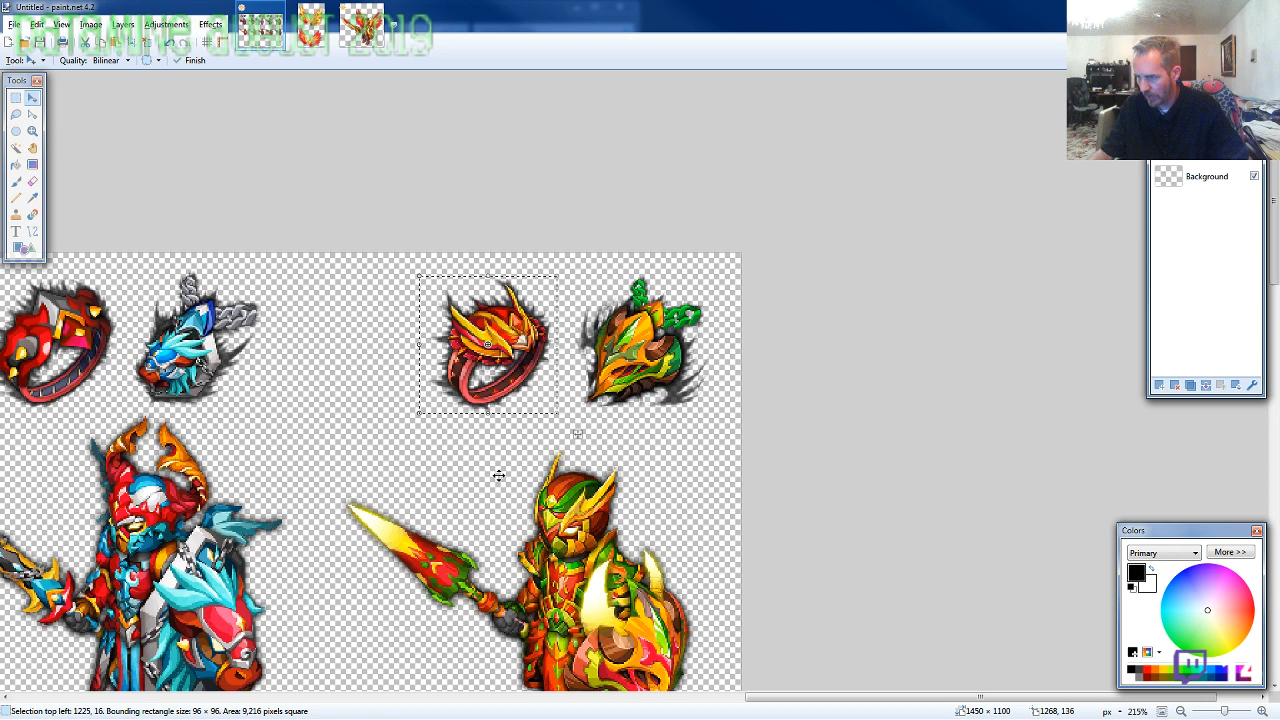 Untitled - paint.net 4.2
File Edit View Image Layers Adjustments Effects
Tool: Quality: Bilinear Finish
Tools
Background
Colors
Primary More >>
Selection top left: 1225, 16. Bounding rectangle size: 96 × 96. Area: 9,216 pixels square 1450 × 1100 1268, 136 px 215%